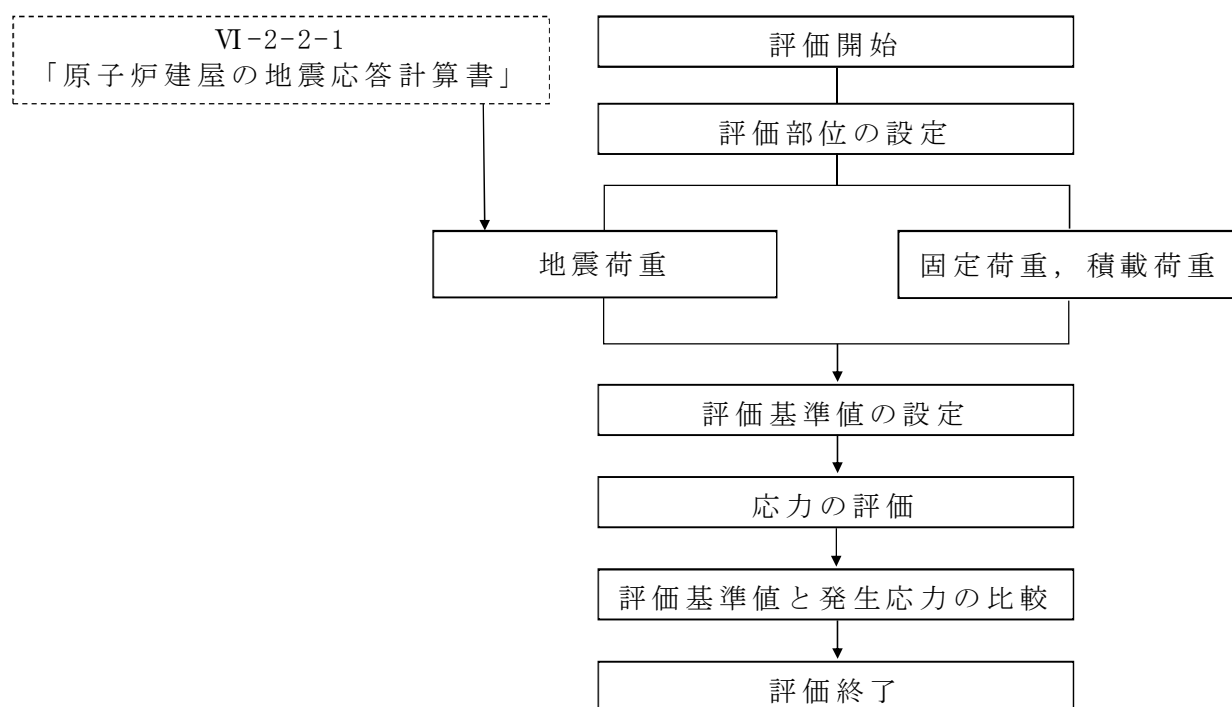 Ⅵ-2-2-1
「原子炉建屋の地震応答計算書」
評価開始
評価部位の設定
地震荷重
固定荷重，積載荷重
評価基準値の設定
応力の評価
評価基準値と発生応力の比較
評価終了